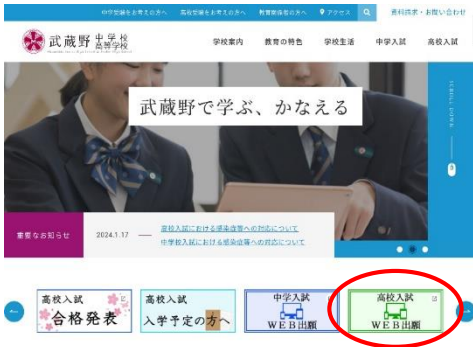 中学受験をお考えの方へ 高校受験をお考えの方へ 教育関係者の方へ アクセス 資料請求・お問い合わせ
武蔵野 中学校 高等学校
学校案内 教育の特色 学校生活 中学入試 高校入試
武蔵野で学ぶ、かなえる
SCROLL DOWN
重要なお知らせ 2024.1.17 高校入試における感染症等への対応について
中学校入試における感染症等への対応について
高校入試
合格発表
高校入試
入学予定の方へ
中学入試
WEB出願
高校入試
WEB出願